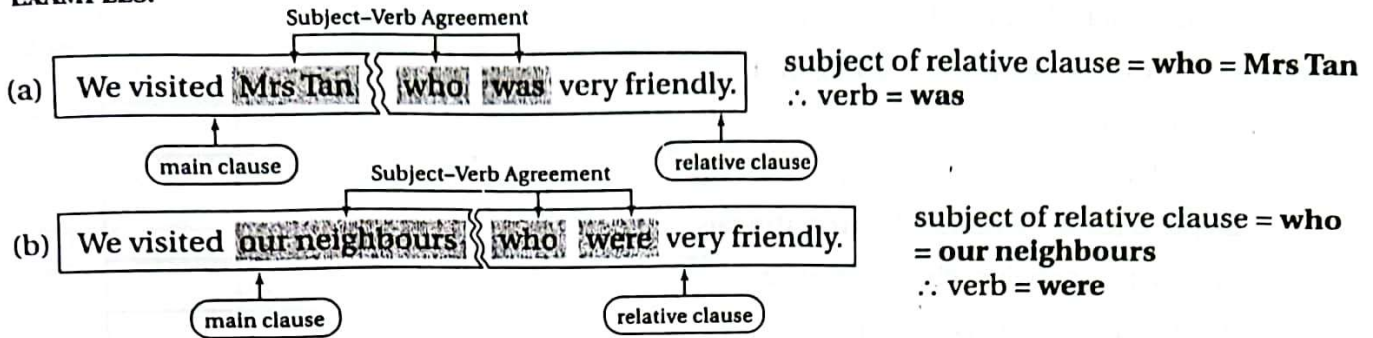 EXAMPLES:
Subject–Verb Agreement
(a) We visited Mrs Tan who was very friendly.
subject of relative clause = who = Mrs Tan
∴ verb = was
main clause
relative clause
Subject–Verb Agreement
(b) We visited our neighbours who were very friendly.
subject of relative clause = who
= our neighbours
∴ verb = were
main clause
relative clause